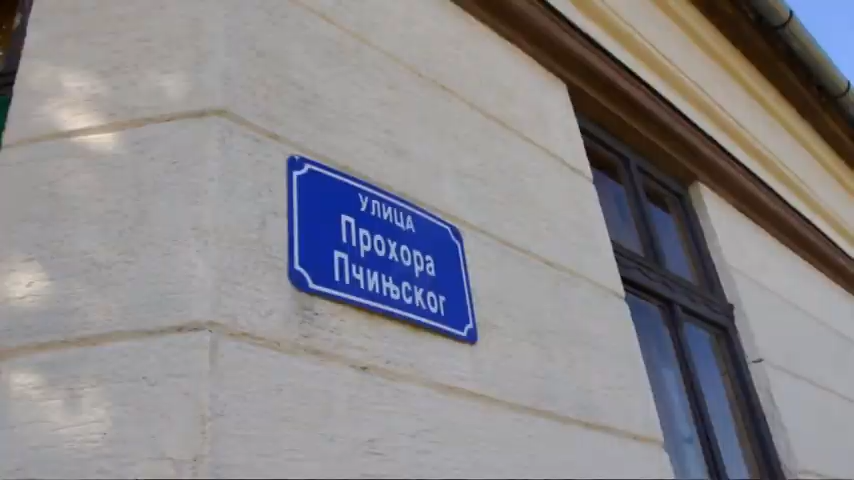 УЛИЦА
Прохора
Пчињског